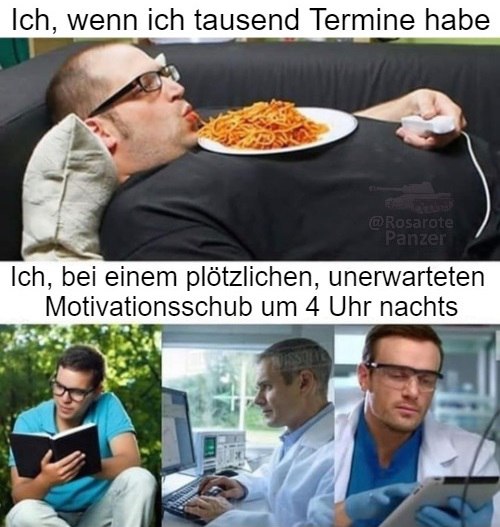 Ich, wenn ich tausend Termine habe
@Rosarote
Panzer
Ich, bei einem plötzlichen, unerwarteten
Motivationsschub um 4 Uhr nachts